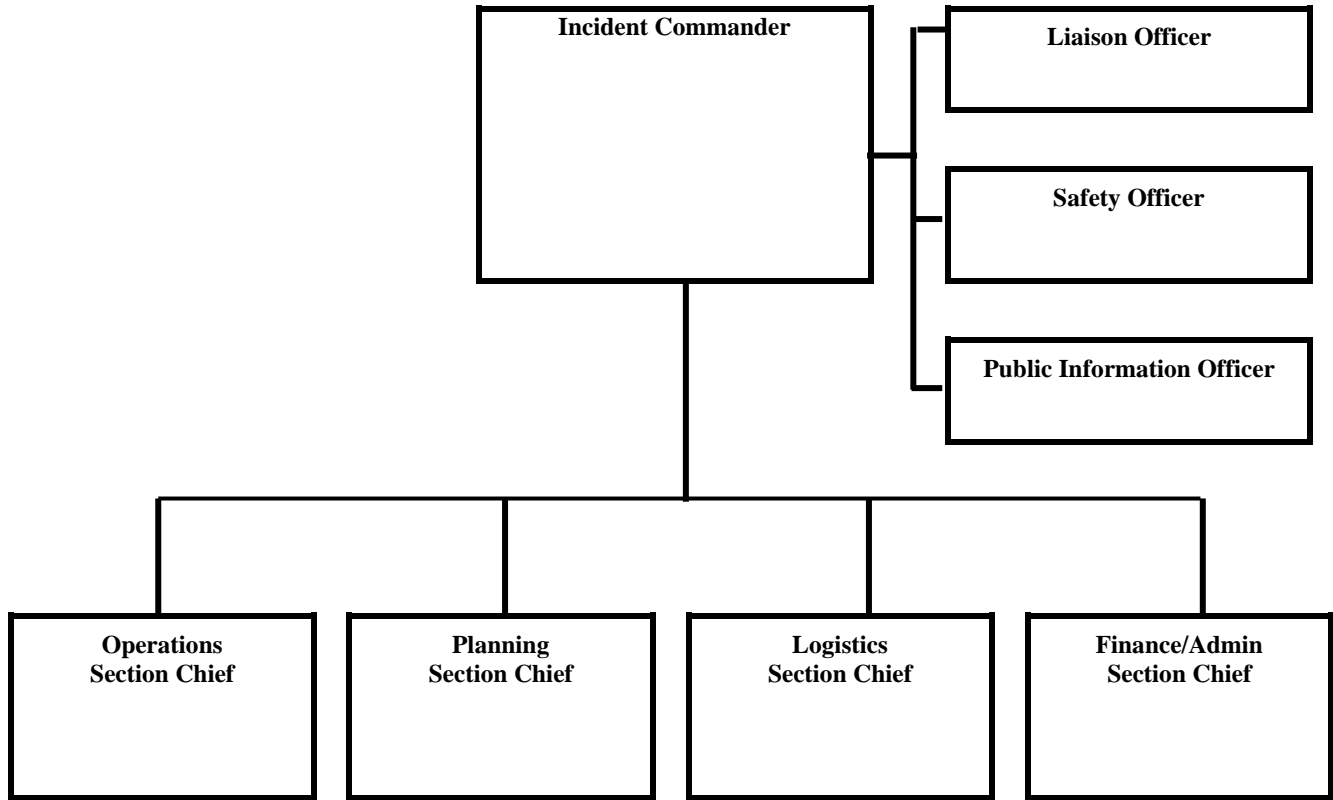 Incident Commander
Liaison Officer
Safety Officer
Public Information Officer
Operations
Section Chief
Planning
Section Chief
Logistics
Section Chief
Finance/Admin
Section Chief